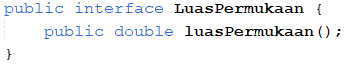 public interface LuasPermukaan {
    public double luasPermukaan();
}